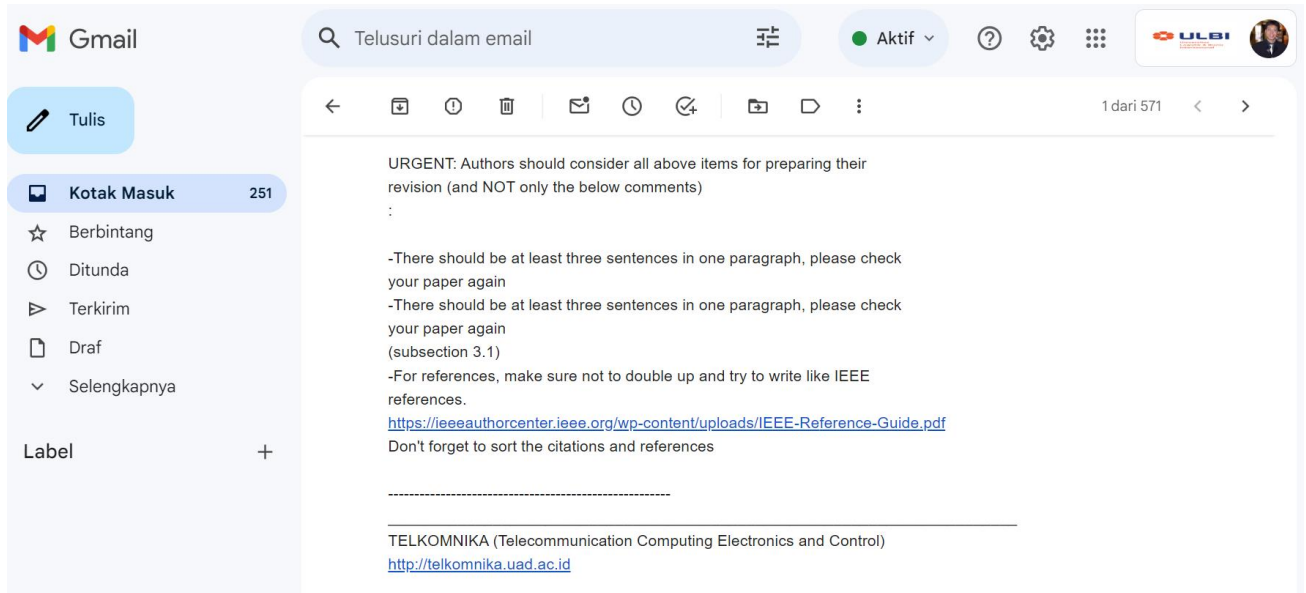 Gmail
Telusuri dalam email
Aktif
ULBI
Tulis
1 dari 571
Kotak Masuk 251
Berbintang
Ditunda
Terkirim
Draf
Selengkapnya
Label
URGENT: Authors should consider all above items for preparing their
revision (and NOT only the below comments)
:
-There should be at least three sentences in one paragraph, please check
your paper again
-There should be at least three sentences in one paragraph, please check
your paper again
(subsection 3.1)
-For references, make sure not to double up and try to write like IEEE
references.
https://ieeeauthorcenter.ieee.org/wp-content/uploads/IEEE-Reference-Guide.pdf
Don't forget to sort the citations and references
------------------------------------------------------
TELKOMNIKA (Telecommunication Computing Electronics and Control)
http://telkomnika.uad.ac.id